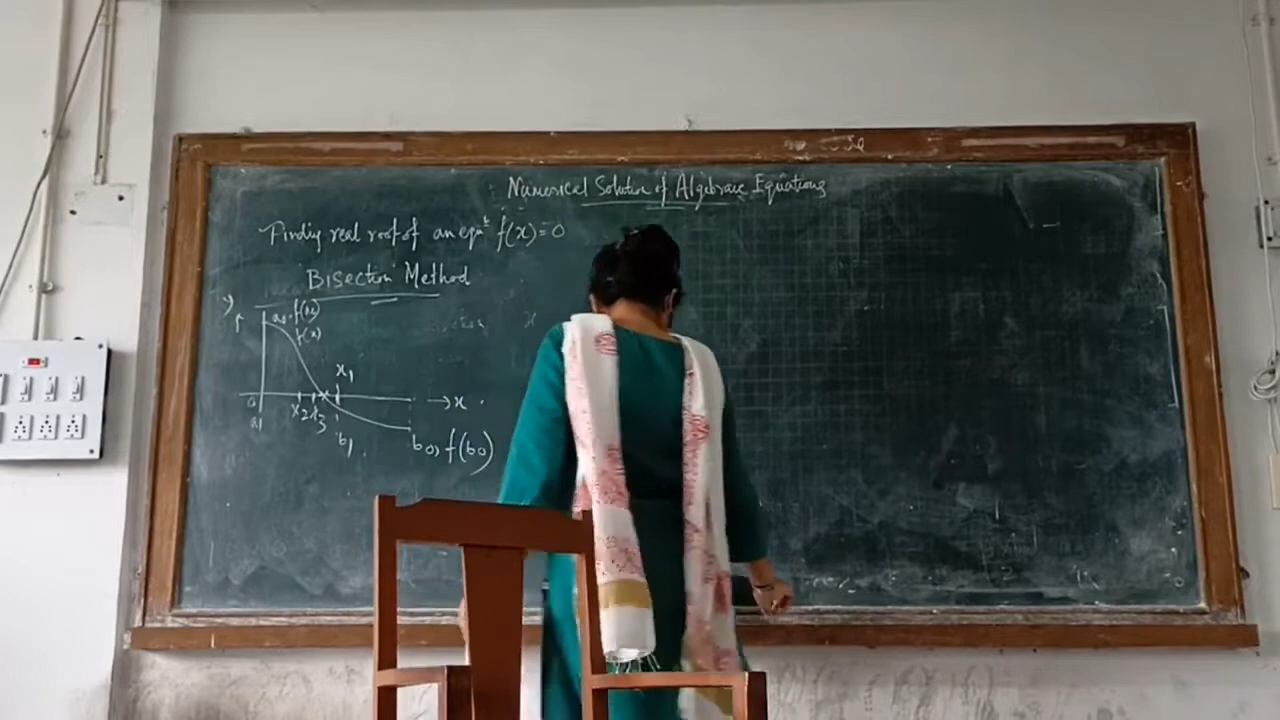 Numerical Solution of Algebraic Equations
Finding real root of an eqnᵗ f(x)=0
Bisection Method
y
a₀, f(a₀)
f(x)
x₁
0
x
a₁
x₂
x₃
b₁
b₀, f(b₀)